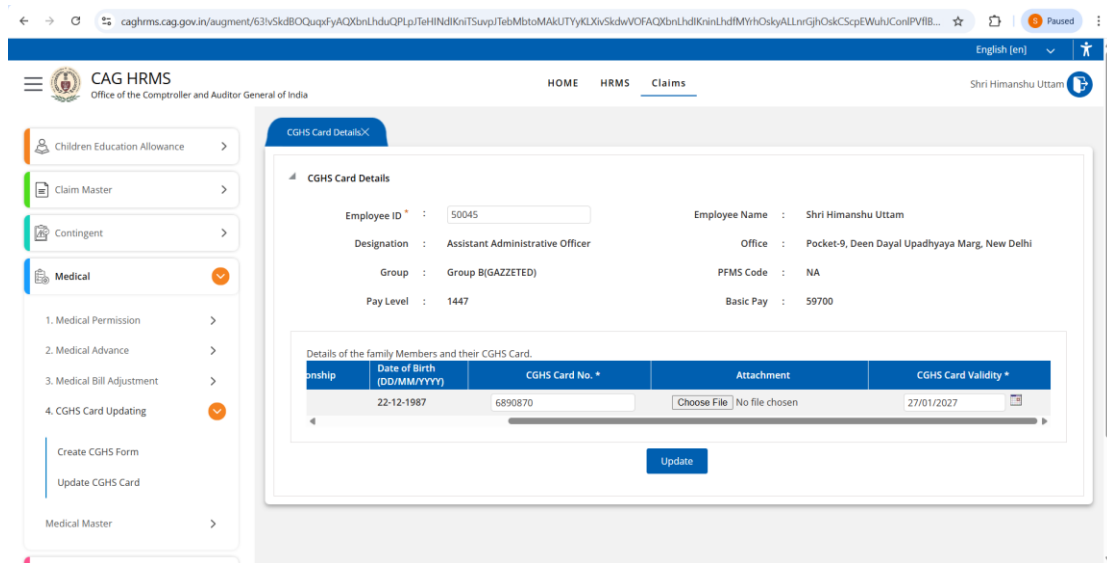 caghrms.cag.gov.in/augment/
Paused
English [en]
CAG HRMS
Office of the Comptroller and Auditor General of India
HOME HRMS Claims
Shri Himanshu Uttam
Children Education Allowance
Claim Master
Contingent
Medical
1. Medical Permission
2. Medical Advance
3. Medical Bill Adjustment
4. CGHS Card Updating
Create CGHS Form
Update CGHS Card
Medical Master
CGHS Card Details
CGHS Card Details
Employee ID * : 50045 Employee Name : Shri Himanshu Uttam
Designation : Assistant Administrative Officer Office : Pocket-9, Deen Dayal Upadhyaya Marg, New Delhi
Group : Group B(GAZZETED) PFMS Code : NA
Pay Level : 1447 Basic Pay : 59700
Details of the family Members and their CGHS Card.
onship Date of Birth (DD/MM/YYYY) CGHS Card No. * Attachment CGHS Card Validity *
22-12-1987 6890870 Choose File No file chosen 27/01/2027
Update